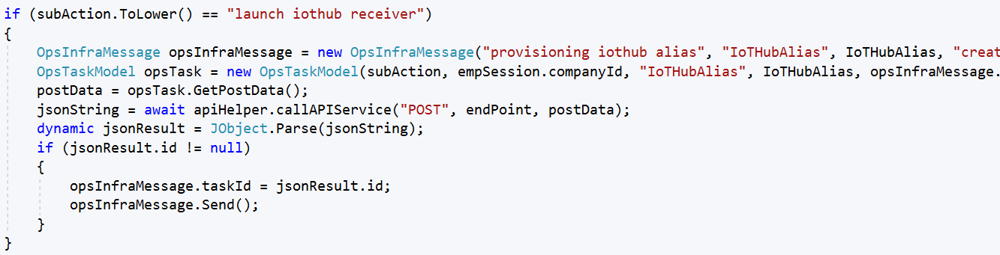 if (subAction.ToLower() == "launch iothub receiver")
{
OpsInfraMessage opsInfraMessage = new OpsInfraMessage("provisioning iothub alias", "IoTHubAlias", IoTHubAlias, "creat
OpsTaskModel opsTask = new OpsTaskModel(subAction, empSession.companyId, "IoTHubAlias", IoTHubAlias, opsInfraMessage.
postData = opsTask.GetPostData();
jsonString = await apiHelper.callAPIService("POST", endPoint, postData);
dynamic jsonResult = JObject.Parse(jsonString);
if (jsonResult.id != null)
{
opsInfraMessage.taskId = jsonResult.id;
opsInfraMessage.Send();
}
}